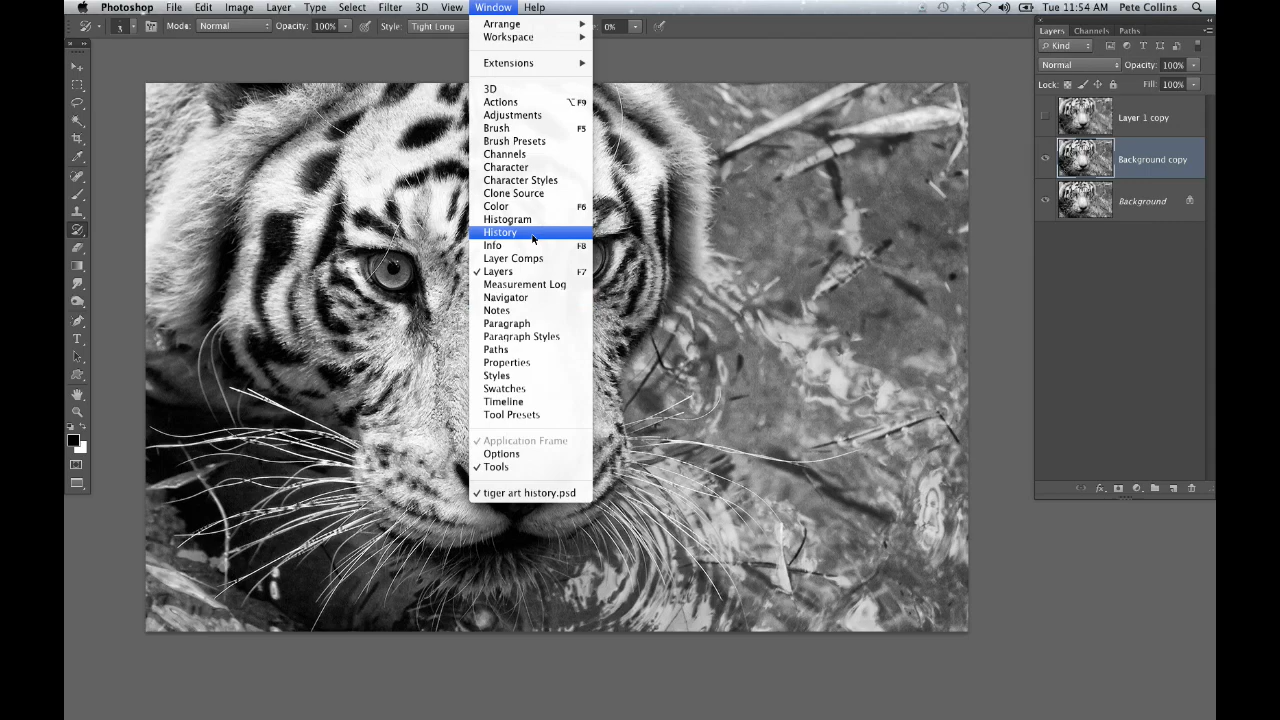 Photoshop File Edit Image Layer Type Select Filter 3D View Window Help Tue 11:54 AM Pete Collins
3 Mode: Normal Opacity: 100% Style: Tight Long 0%
Arrange
Workspace
Extensions
3D
Actions ⌥F9
Adjustments
Brush F5
Brush Presets
Channels
Character
Character Styles
Clone Source
Color F6
Histogram
History
Info F8
Layer Comps
✓ Layers F7
Measurement Log
Navigator
Notes
Paragraph
Paragraph Styles
Paths
Properties
Styles
Swatches
Timeline
Tool Presets
✓ Application Frame
Options
✓ Tools
✓ tiger art history.psd
Layers Channels Paths
Kind
Normal Opacity: 100%
Lock: Fill: 100%
Layer 1 copy
Background copy
Background